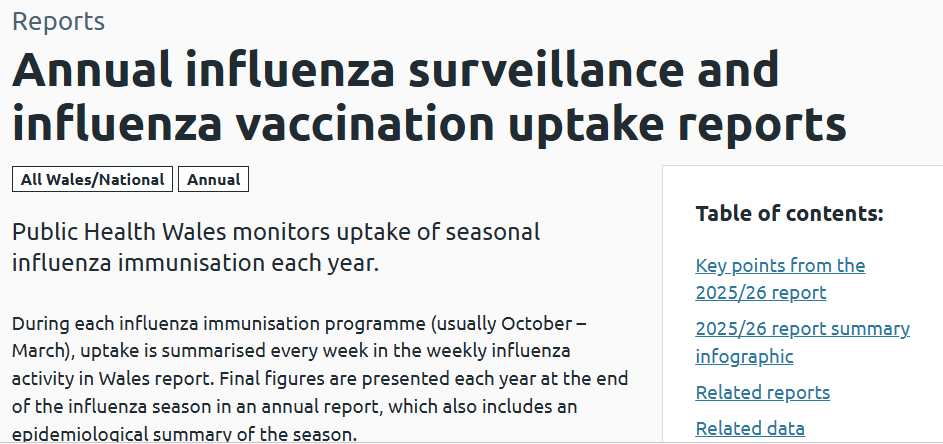 Reports
Annual influenza surveillance and
influenza vaccination uptake reports
All Wales/National Annual
Public Health Wales monitors uptake of seasonal
influenza immunisation each year.
During each influenza immunisation programme (usually October –
March), uptake is summarised every week in the weekly influenza
activity in Wales report. Final figures are presented each year at the end
of the influenza season in an annual report, which also includes an
epidemiological summary of the season.
Table of contents:
Key points from the
2025/26 report
2025/26 report summary
infographic
Related reports
Related data